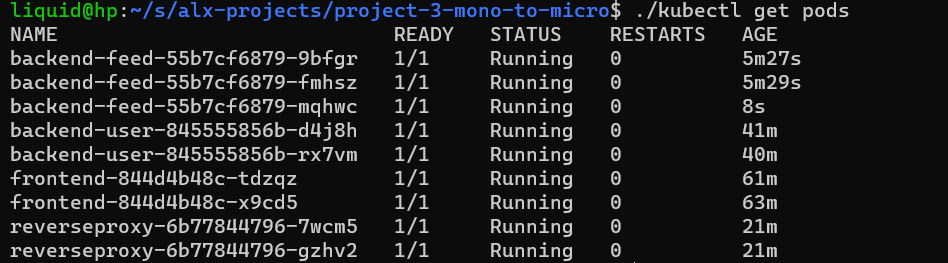 liquid@hp:~/s/alx-projects/project-3-mono-to-micro$ ./kubectl get pods
NAME                            READY   STATUS    RESTARTS   AGE
backend-feed-55b7cf6879-9bfgr   1/1     Running   0          5m27s
backend-feed-55b7cf6879-fmhsz   1/1     Running   0          5m29s
backend-feed-55b7cf6879-mqhwc   1/1     Running   0          8s
backend-user-845555856b-d4j8h   1/1     Running   0          41m
backend-user-845555856b-rx7vm   1/1     Running   0          40m
frontend-844d4b48c-tdzqz        1/1     Running   0          61m
frontend-844d4b48c-x9cd5        1/1     Running   0          63m
reverseproxy-6b77844796-7wcm5   1/1     Running   0          21m
reverseproxy-6b77844796-gzhv2   1/1     Running   0          21m